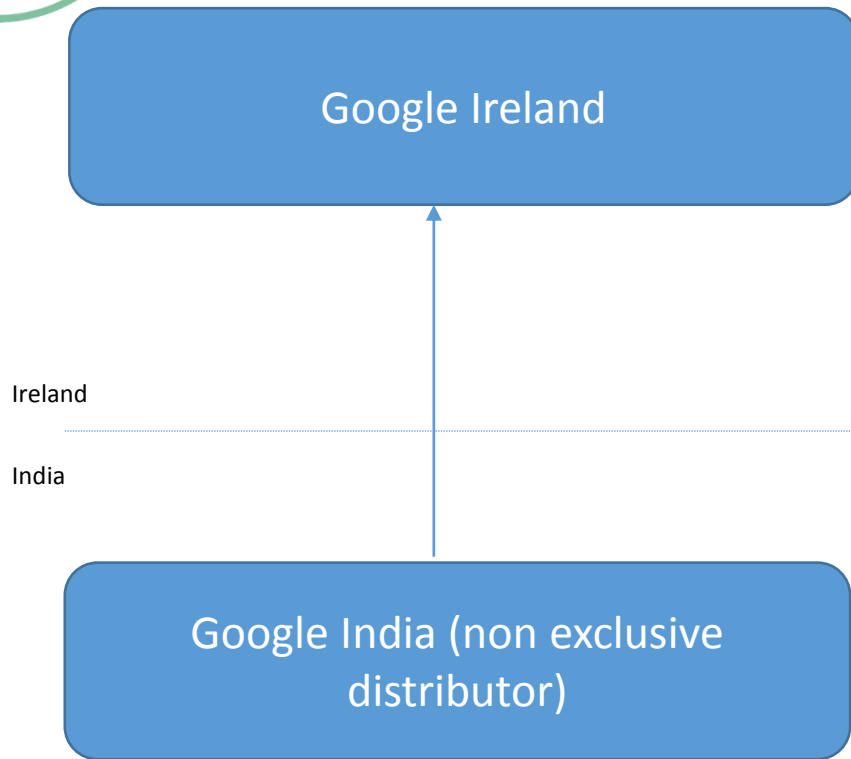 Google Ireland
Ireland
India
Google India (non exclusive
distributor)